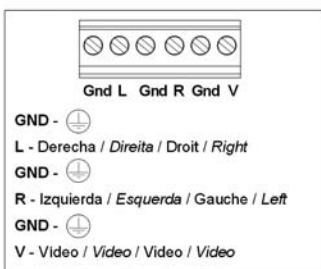 Gnd L Gnd R Gnd V
GND -
L - Derecha / Direita / Droit / Right
GND -
R - Izquierda / Esquerda / Gauche / Left
GND -
V - Video / Video / Video / Video